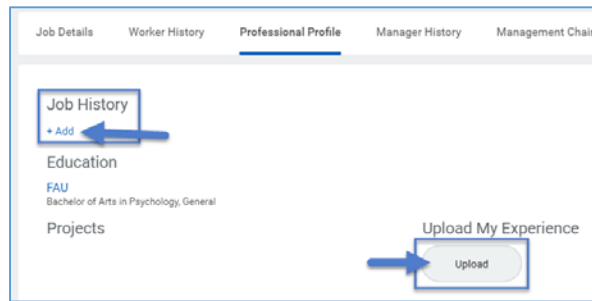 Job Details Worker History Professional Profile Manager History Management Chain
Job History
+ Add
Education
FAU
Bachelor of Arts in Psychology, General
Projects
Upload My Experience
Upload